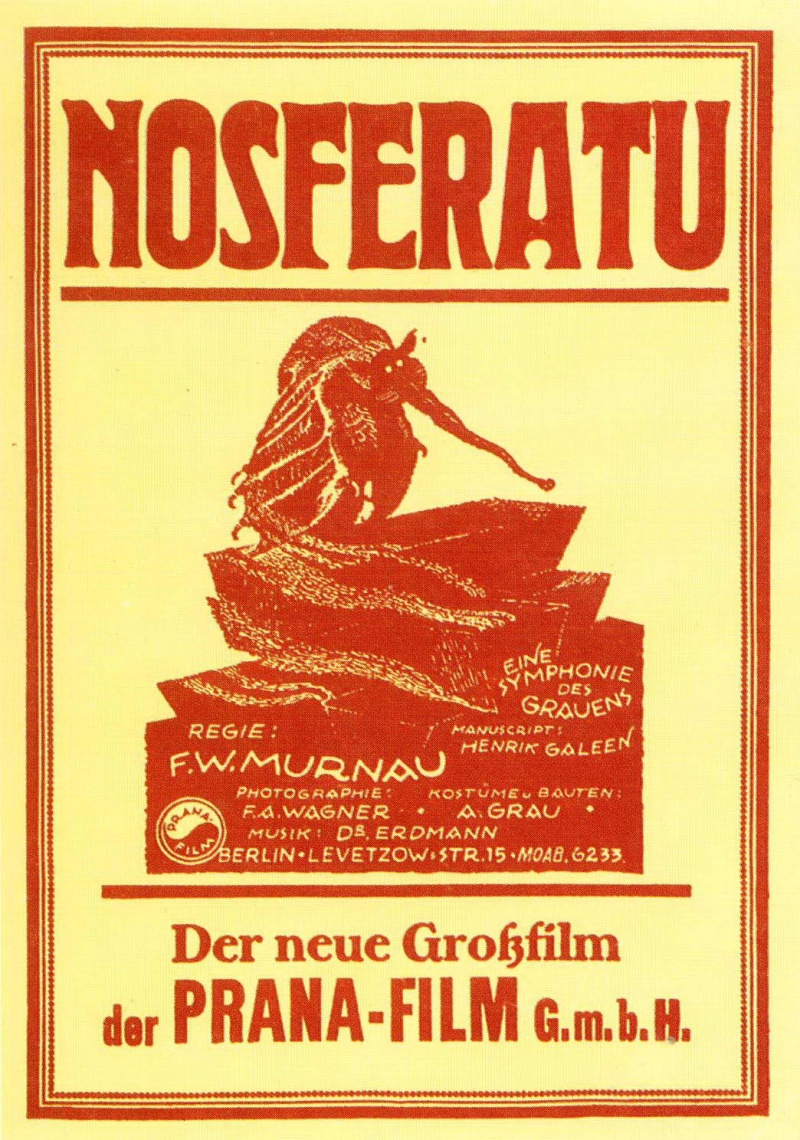 NOSFERATU
EINE
SYMPHONIE
DES
GRAUENS
REGIE:
F.W.MURNAU
MANUSCRIPT:
HENRIK GALEEN
PHOTOGRAPHIE:
F.A.WAGNER •
KOSTÜMEU BAUTEN:
A.GRAU •
MUSIK: DR. ERDMANN
PRANA-
FILM
BERLIN•LEVETZOW•STR.15•MOAB.6233.
Der neue Großfilm
der PRANA-FILM G.m.b.H.